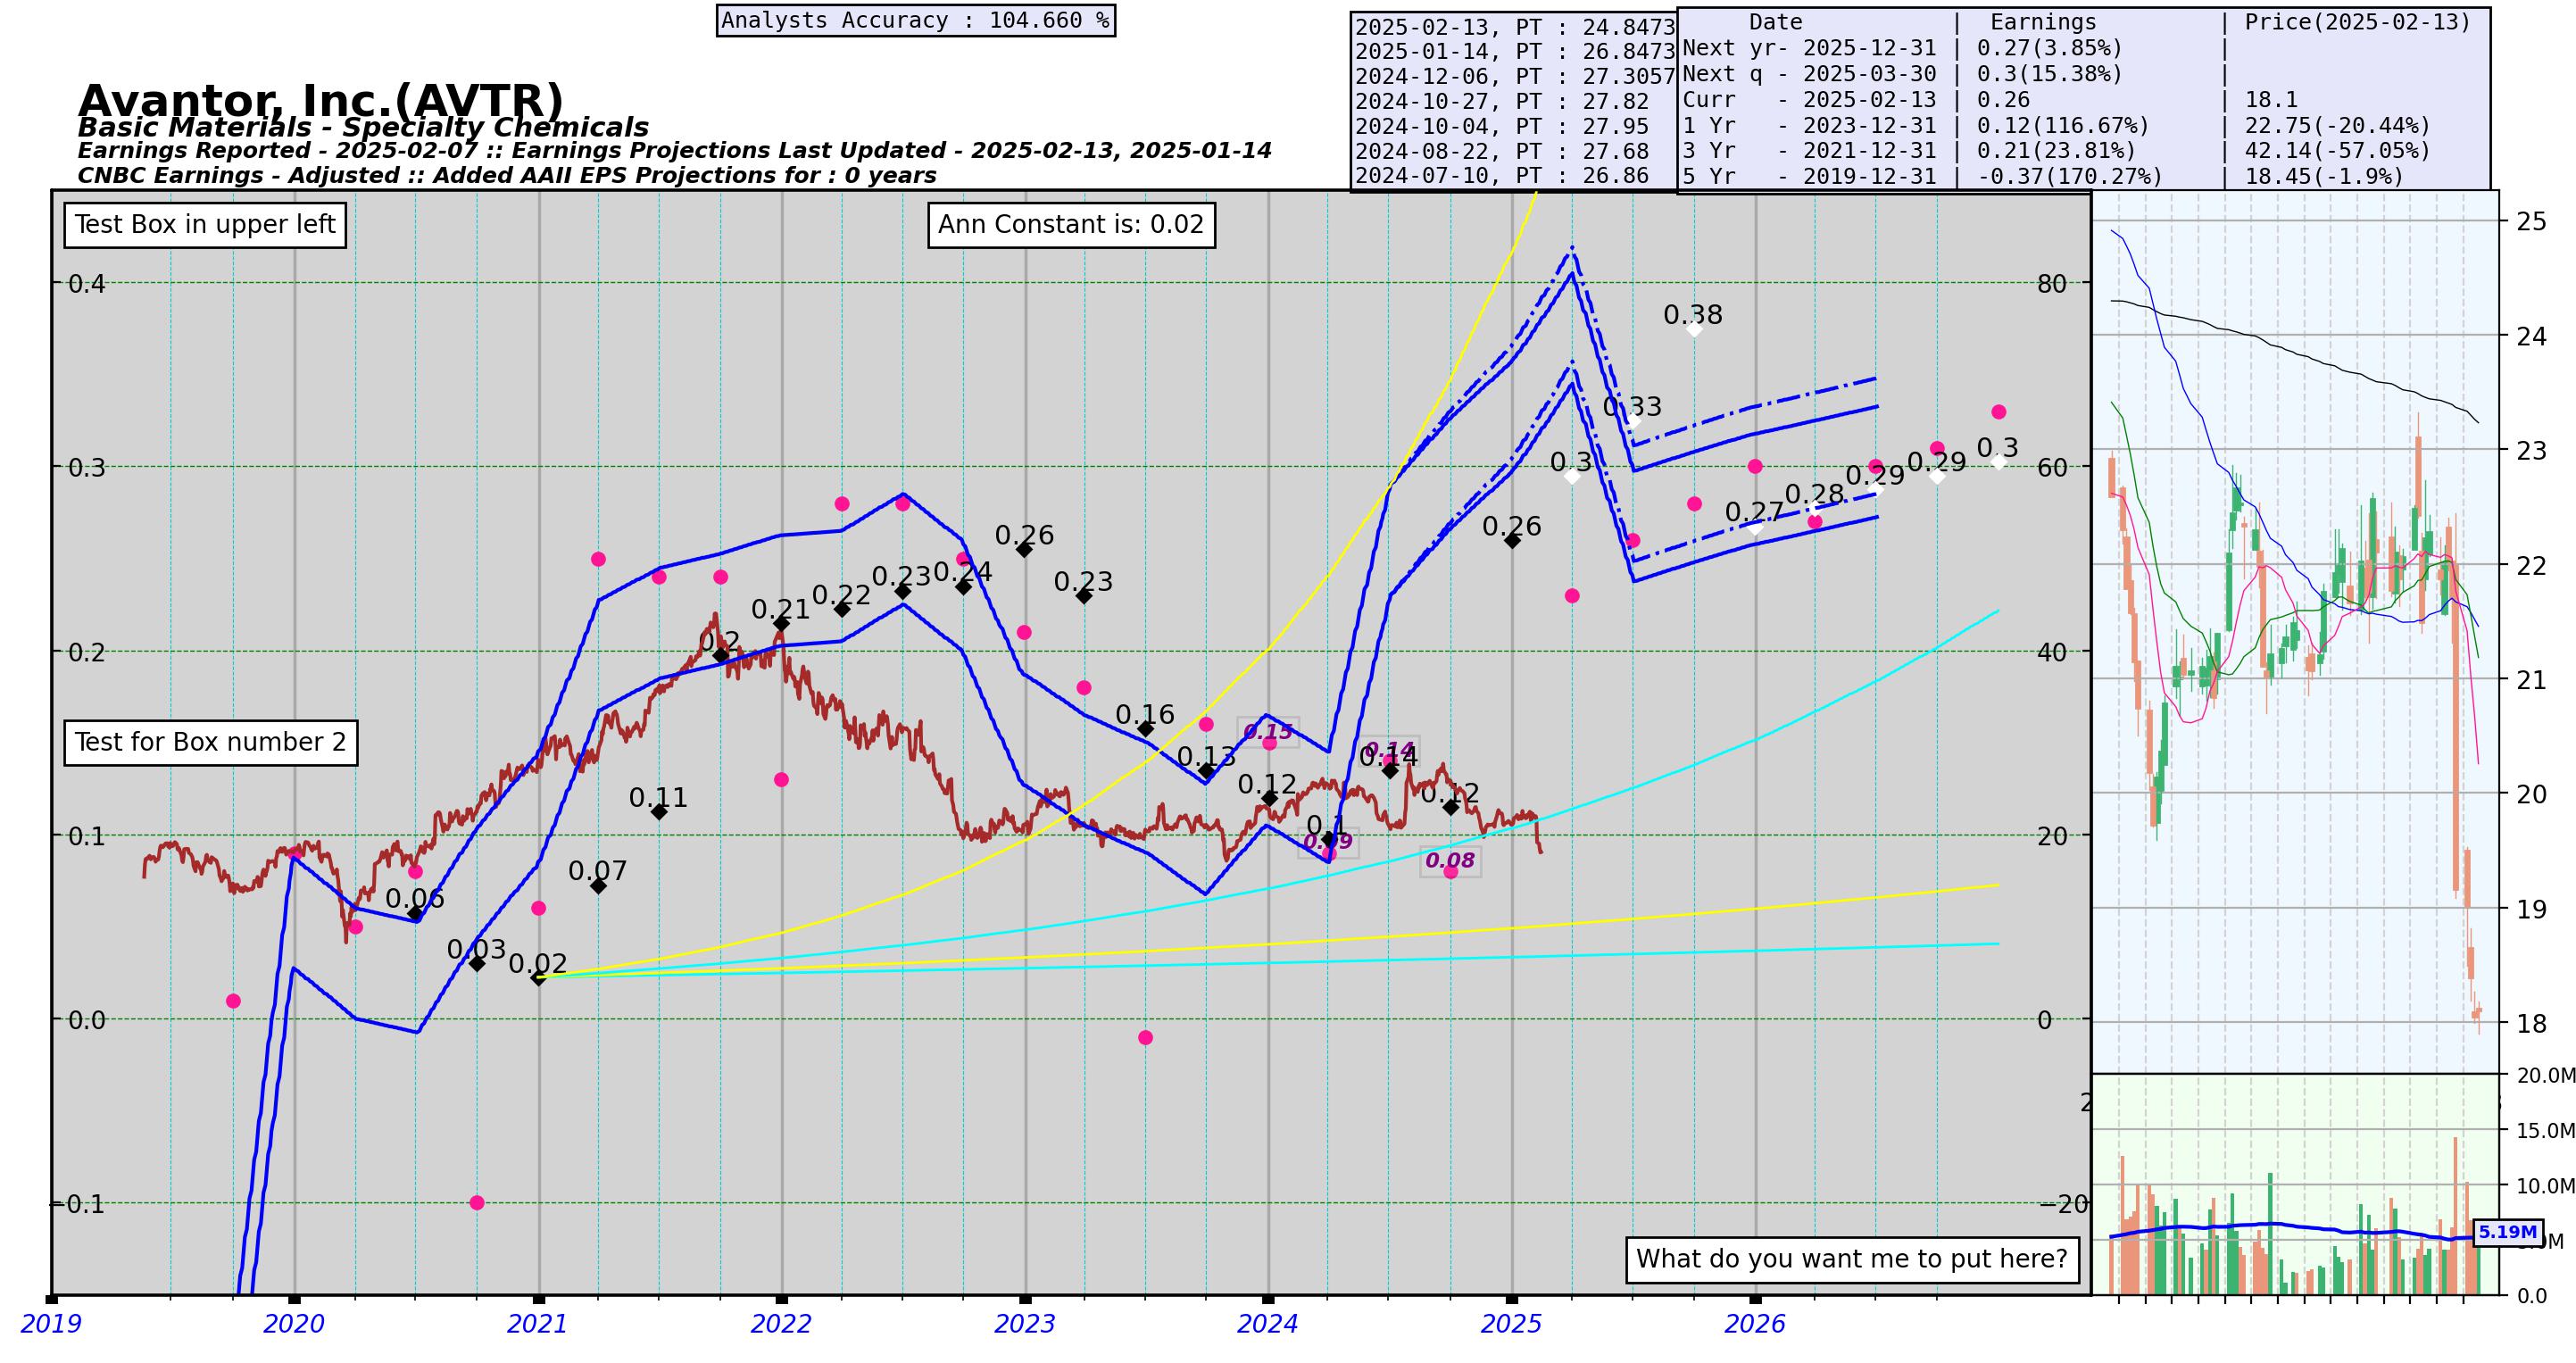 Analysts Accuracy : 104.660 %
2025-02-13, PT : 24.8473
2025-01-14, PT : 26.8473
2024-12-06, PT : 27.3057
2024-10-27, PT : 27.82
2024-10-04, PT : 27.95
2024-08-22, PT : 27.68
2024-07-10, PT : 26.86
Date | Earnings | Price(2025-02-13)
Next yr- 2025-12-31 | 0.27(3.85%) |
Next q - 2025-03-30 | 0.3(15.38%) |
Curr - 2025-02-13 | 0.26 | 18.1
1 Yr - 2023-12-31 | 0.12(116.67%) | 22.75(-20.44%)
3 Yr - 2021-12-31 | 0.21(23.81%) | 42.14(-57.05%)
5 Yr - 2019-12-31 | -0.37(170.27%) | 18.45(-1.9%)
Avantor, Inc.(AVTR)
Basic Materials - Specialty Chemicals
Earnings Reported - 2025-02-07 :: Earnings Projections Last Updated - 2025-02-13, 2025-01-14
CNBC Earnings - Adjusted :: Added AAII EPS Projections for : 0 years
Test Box in upper left
Ann Constant is: 0.02
Test for Box number 2
What do you want me to put here?
0.4
0.3
0.2
0.1
0.0
−0.1
80
60
40
20
0
−20
0.06
0.03
0.02
0.07
0.11
0.2
0.21
0.22
0.23
0.24
0.26
0.23
0.16
0.13
0.15
0.12
0.1
0.09
0.14
0.14
0.12
0.08
0.26
0.3
0.33
0.38
0.27
0.28
0.29
0.29
0.3
25
24
23
22
21
20
19
18
20.0M
15.0M
10.0M
5.19M
0.0
2019
2020
2021
2022
2023
2024
2025
2026